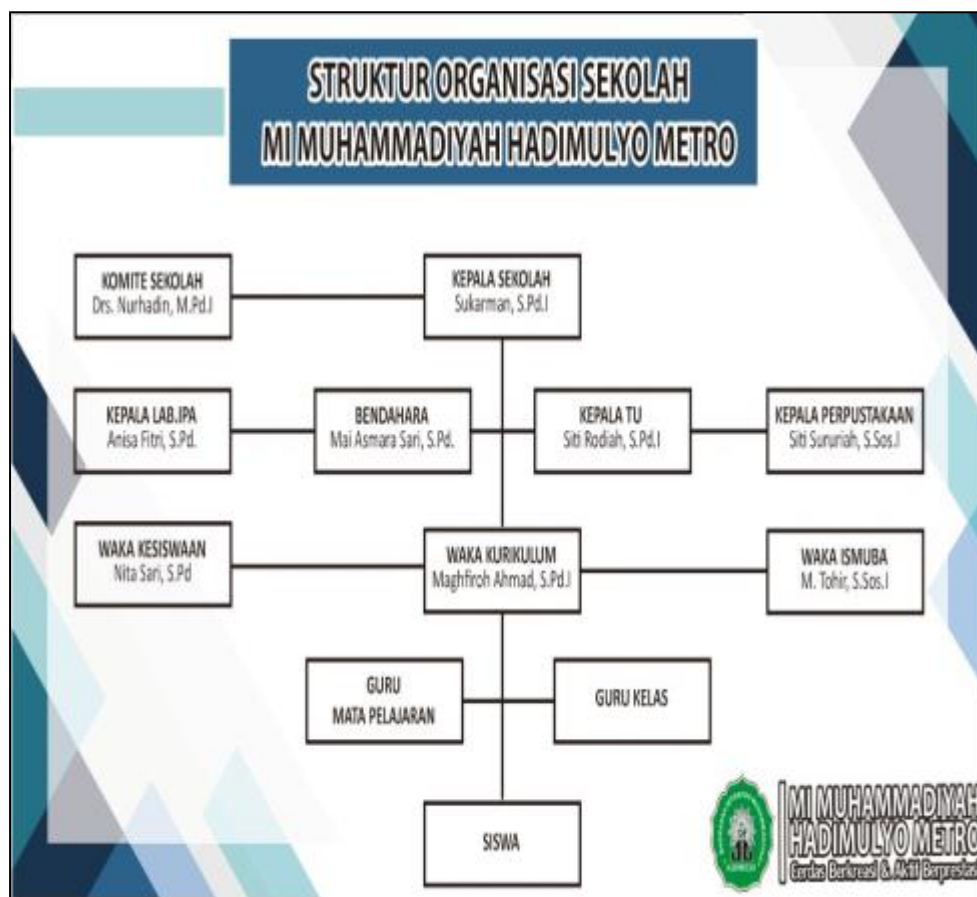 STRUKTUR ORGANISASI SEKOLAH
MI MUHAMMADIYAH HADIMULYO METRO
KOMITE SEKOLAH
Drs. Nurhadin, M.Pd.I
KEPALA SEKOLAH
Sukarman, S.Pd.I
KEPALA LAB.IPA
Anisa Fitri, S.Pd.
BENDAHARA
Mai Asmara Sari, S.Pd.
KEPALA TU
Siti Rodiah, S.Pd.I
KEPALA PERPUSTAKAAN
Siti Sururiah, S.Sos.I
WAKA KESISWAAN
Nita Sari, S.Pd
WAKA KURIKULUM
Maghfiroh Ahmad, S.Pd.I
WAKA ISMUBA
M. Tohir, S.Sos.I
GURU
MATA PELAJARAN
GURU KELAS
SISWA
MI MUHAMMADIYAH
HADIMULYO METRO
Cerdas Berkreasi & Aktif Berprestasi